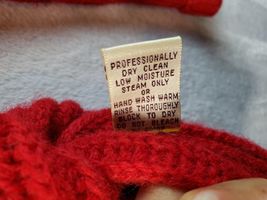 PROFESSIONALLY
DRY CLEAN
LOW MOISTURE
STEAM ONLY
OR
HAND WASH WARM
RINSE THOROUGHLY
BLOCK TO DRY
DO NOT BLEACH